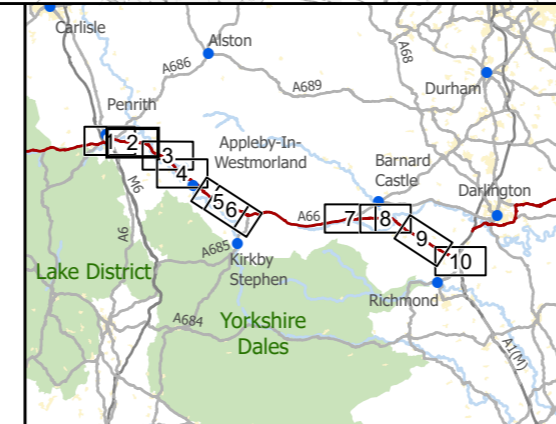 Carlisle
Alston
A686
A689
A68
Durham
Penrith
1
2
3
4
5
6
Appleby-In-
Westmorland
Barnard
Castle
Darlington
7
8
9
10
A66
M6
A6
A685
Kirkby
Stephen
Lake District
Richmond
A684
Yorkshire
Dales
A1(M)